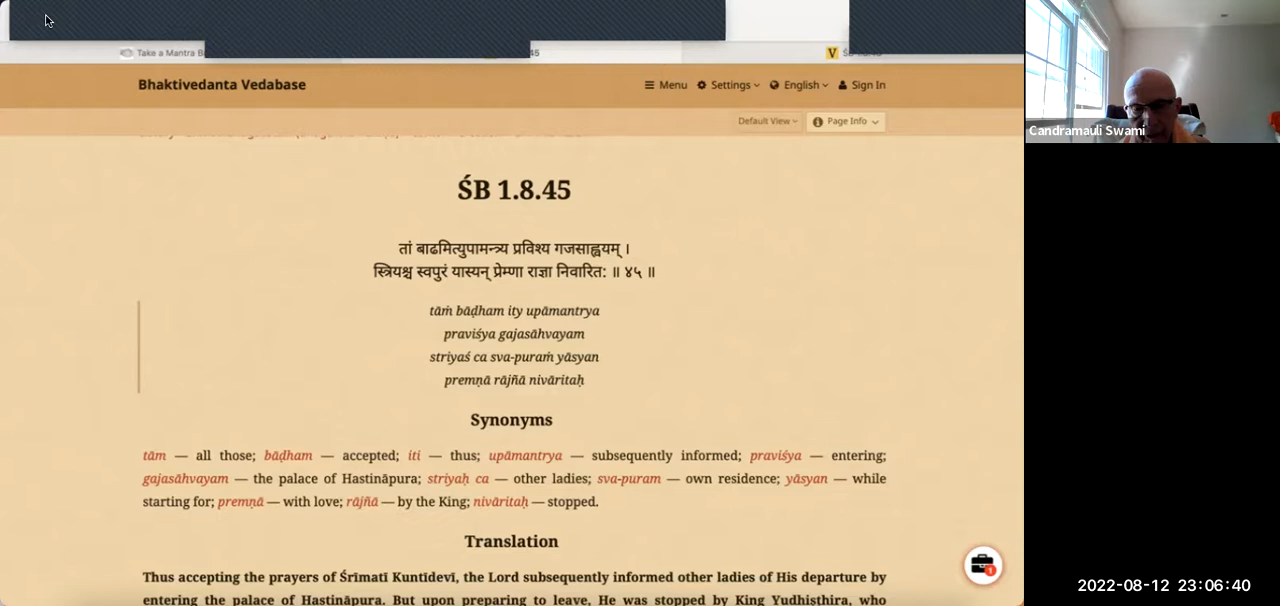 Take a Mantra B
45
Bhaktivedanta Vedabase
Menu Settings English Sign In
Default View Page Info
ŚB 1.8.45
तां बाढमित्युपामन्‍त्र्य प्रविश्य गजसाह्वयम् ।
स्त्रियश्च स्वपुरं यास्यन् प्रेम्णा राज्ञा निवारित: ॥ ४५ ॥
tāṁ bāḍham ity upāmantrya
praviśya gajasāhvayam
striyaś ca sva-puraṁ yāsyan
premṇā rājñā nivāritaḥ
Synonyms
tām — all those; bāḍham — accepted; iti — thus; upāmantrya — subsequently informed; praviśya — entering;
gajasāhvayam — the palace of Hastināpura; striyaḥ ca — other ladies; sva-puram — own residence; yāsyan — while
starting for; premṇā — with love; rājñā — by the King; nivāritaḥ — stopped.
Translation
Thus accepting the prayers of Śrīmatī Kuntīdevī, the Lord subsequently informed other ladies of His departure by
entering the palace of Hastināpura. But upon preparing to leave, He was stopped by King Yudhiṣṭhira, who
Candramauli Swami
2022-08-12 23:06:40